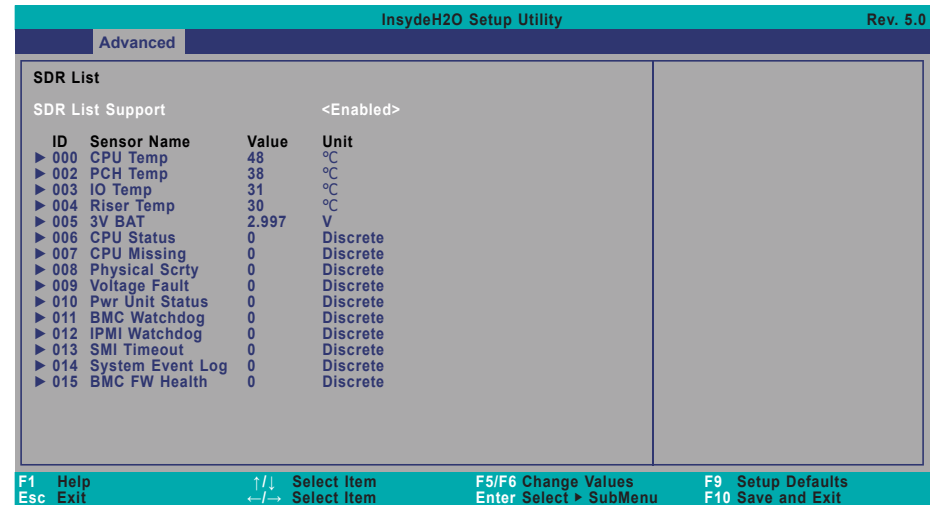 InsydeH2O Setup Utility Rev. 5.0
Advanced
SDR List
SDR List Support <Enabled>
ID Sensor Name Value Unit
▶ 000 CPU Temp 48 °C
▶ 002 PCH Temp 38 °C
▶ 003 IO Temp 31 °C
▶ 004 Riser Temp 30 °C
▶ 005 3V BAT 2.997 V
▶ 006 CPU Status 0 Discrete
▶ 007 CPU Missing 0 Discrete
▶ 008 Physical Scrty 0 Discrete
▶ 009 Voltage Fault 0 Discrete
▶ 010 Pwr Unit Status 0 Discrete
▶ 011 BMC Watchdog 0 Discrete
▶ 012 IPMI Watchdog 0 Discrete
▶ 013 SMI Timeout 0 Discrete
▶ 014 System Event Log 0 Discrete
▶ 015 BMC FW Health 0 Discrete
F1 Help ↑/↓ Select Item F5/F6 Change Values F9 Setup Defaults
Esc Exit ←/→ Select Item Enter Select ▶ SubMenu F10 Save and Exit